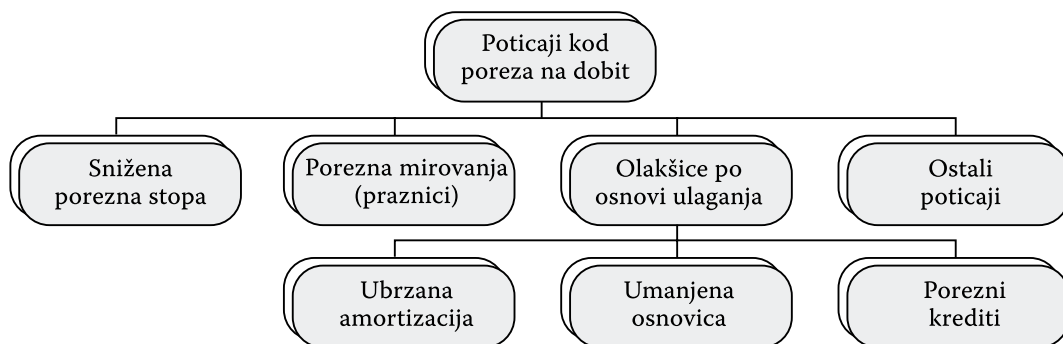 Poticaji kod
poreza na dobit
Snižena
porezna stopa
Porezna mirovanja
(praznici)
Olakšice po
osnovi ulaganja
Ostali
poticaji
Ubrzana
amortizacija
Umanjena
osnovica
Porezni
krediti